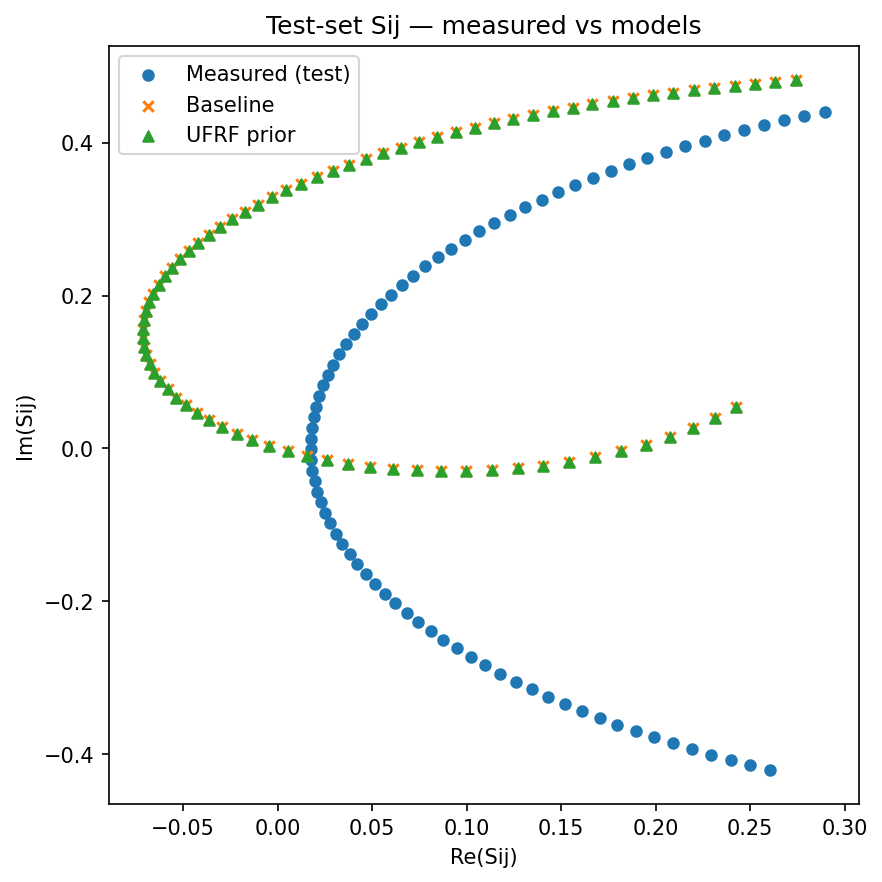 Test-set Sij — measured vs models
Measured (test)
Baseline
UFRF prior
Im(Sij)
0.4
0.2
0.0
−0.2
−0.4
−0.05
0.00
0.05
0.10
0.15
0.20
0.25
0.30
Re(Sij)